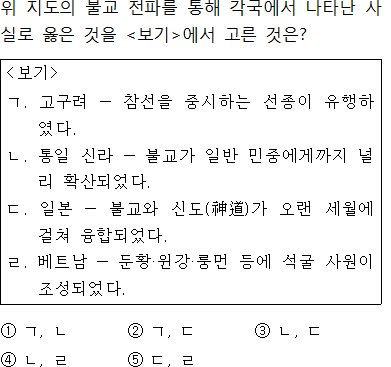 위 지도의 불교 전파를 통해 각국에서 나타난 사
실로 옳은 것을 <보기>에서 고른 것은?
<보기>
ㄱ. 고구려 - 참선을 중시하는 선종이 유행하
였다.
ㄴ. 통일 신라 - 불교가 일반 민중에게까지 널
리 확산되었다.
ㄷ. 일본 - 불교와 신도(神道)가 오랜 세월에
걸쳐 융합되었다.
ㄹ. 베트남 - 둔황·윈강·룽먼 등에 석굴 사원이
조성되었다.
① ㄱ, ㄴ ② ㄱ, ㄷ ③ ㄴ, ㄷ
④ ㄴ, ㄹ ⑤ ㄷ, ㄹ